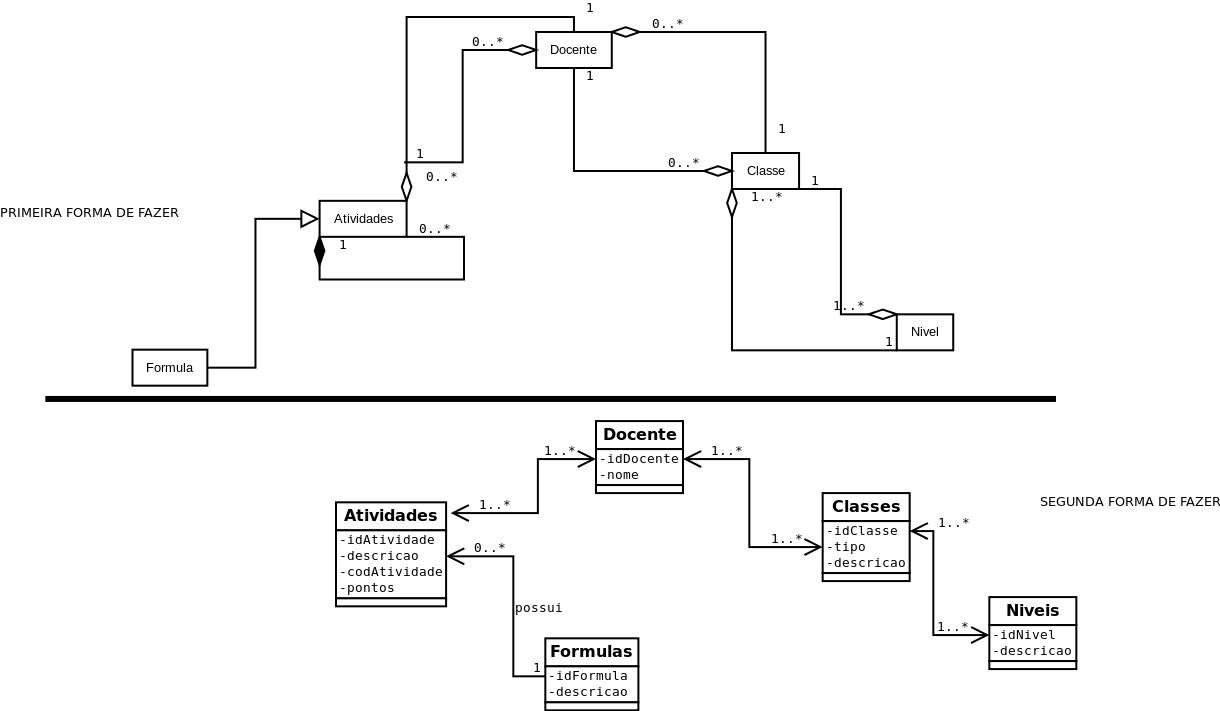 1
0..*
0..*
Docente
1
1
1
0..*
0..*
Classe
1
1..*
PRIMEIRA FORMA DE FAZER
Atividades
0..*
1
1..*
Nivel
1
Formula
Docente
-idDocente
-nome
1..*
1..*
1..*
Atividades
-idAtividade
-descricao
-codAtividade
-pontos
0..*
possui
1
Formulas
-idFormula
-descricao
1..*
Classes
-idClasse
-tipo
-descricao
SEGUNDA FORMA DE FAZER
1..*
1..*
Niveis
-idNivel
-descricao